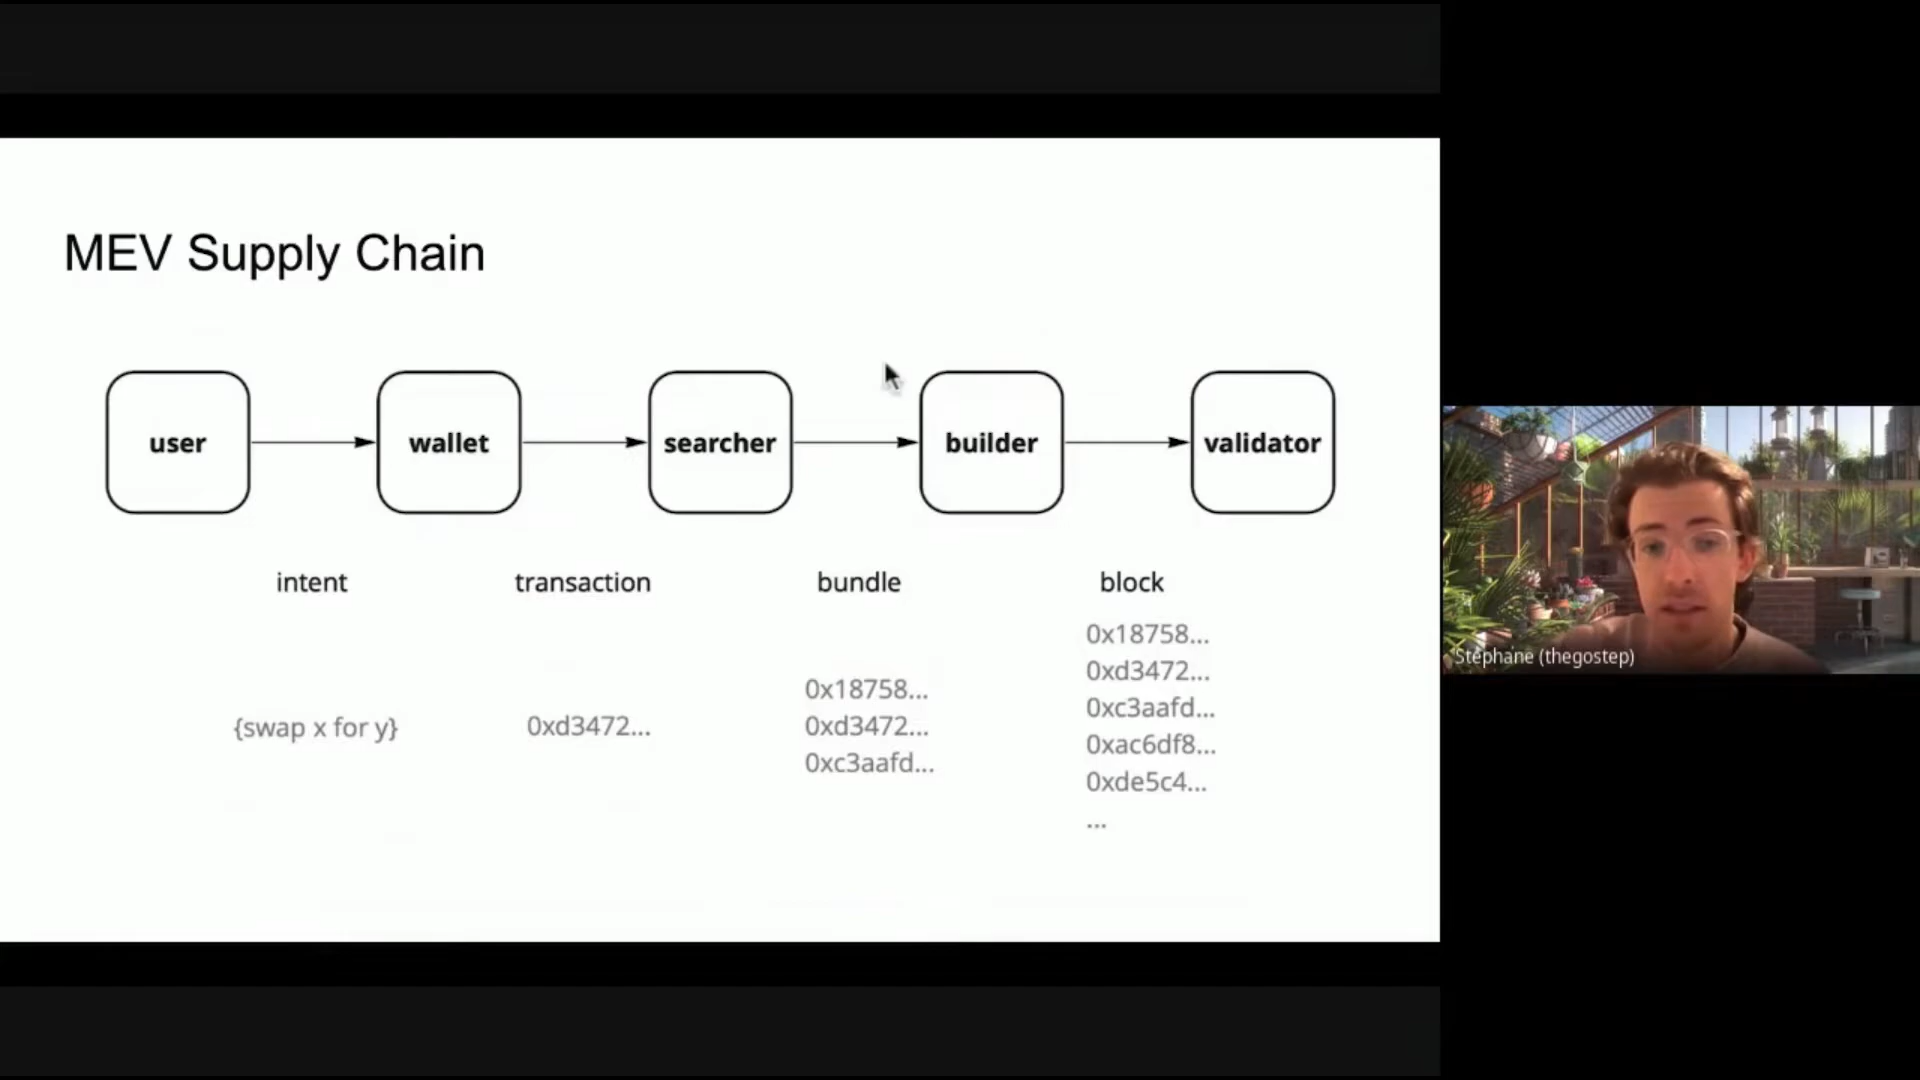 MEV Supply Chain
user
wallet
searcher
builder
validator
intent
transaction
bundle
block
{swap x for y}
0xd3472...
0x18758...
0xd3472...
0xc3aafd...
0x18758...
0xd3472...
0xc3aafd...
0xac6df8...
0xde5c4...
...
Stephane (thegostep)